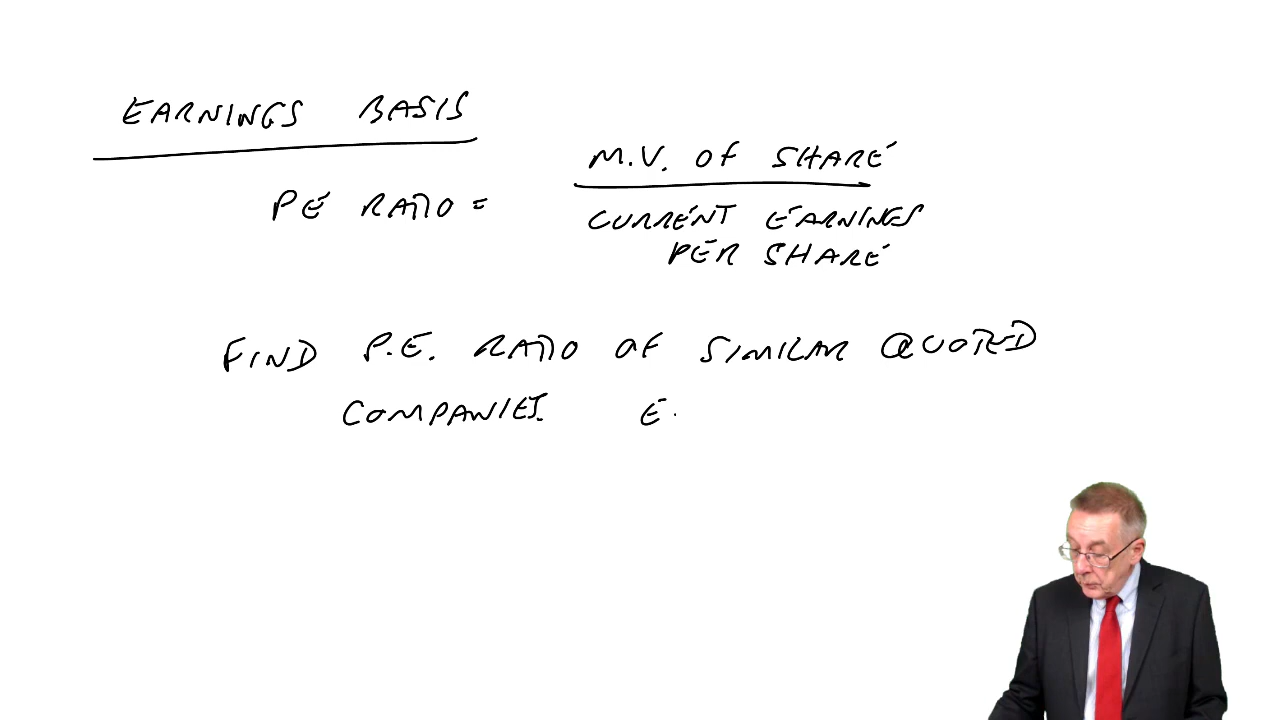 EARNINGS BASIS
PE RATIO = M.V. OF SHARE
CURRENT EARNINGS
PER SHARE
FIND P.E. RATIO OF SIMILAR QUOTED
COMPANIES. E.